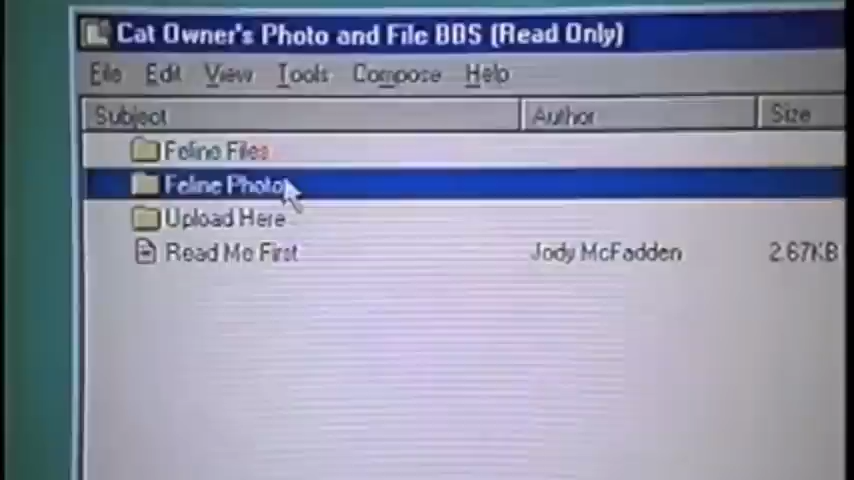 Cat Owner's Photo and File BBS (Read Only)
File Edit View Tools Compose Help
Subject Author Size
Feline Files
Feline Photo
Upload Here
Read Me First Jody McFadden 2.67KB